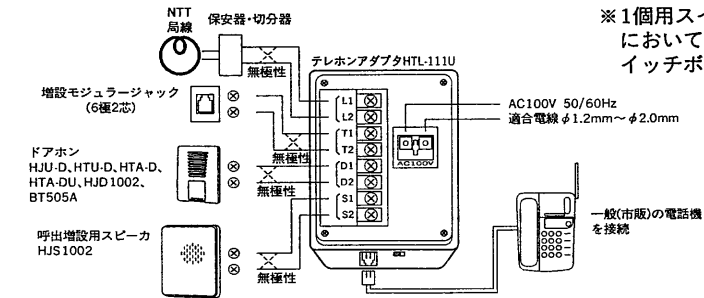 NTT
局線
保安器・切分器
無極性
※1個用スイ
において
イッチボ
テレホンアダプタHTL-111U
増設モジュラージャック
(6極2芯)
無極性
ドアホン
HJU-D、HTU-D、HTA-D、
HTA-DU、HJD1002、
BT505A
無極性
呼出増設用スピーカ
HJS1002
無極性
L1
L2
T1
T2
D1
D2
S1
S2
AC100V
AC100V 50/60Hz
適合電線φ1.2mm～φ2.0mm
一般(市販)の電話機
を接続